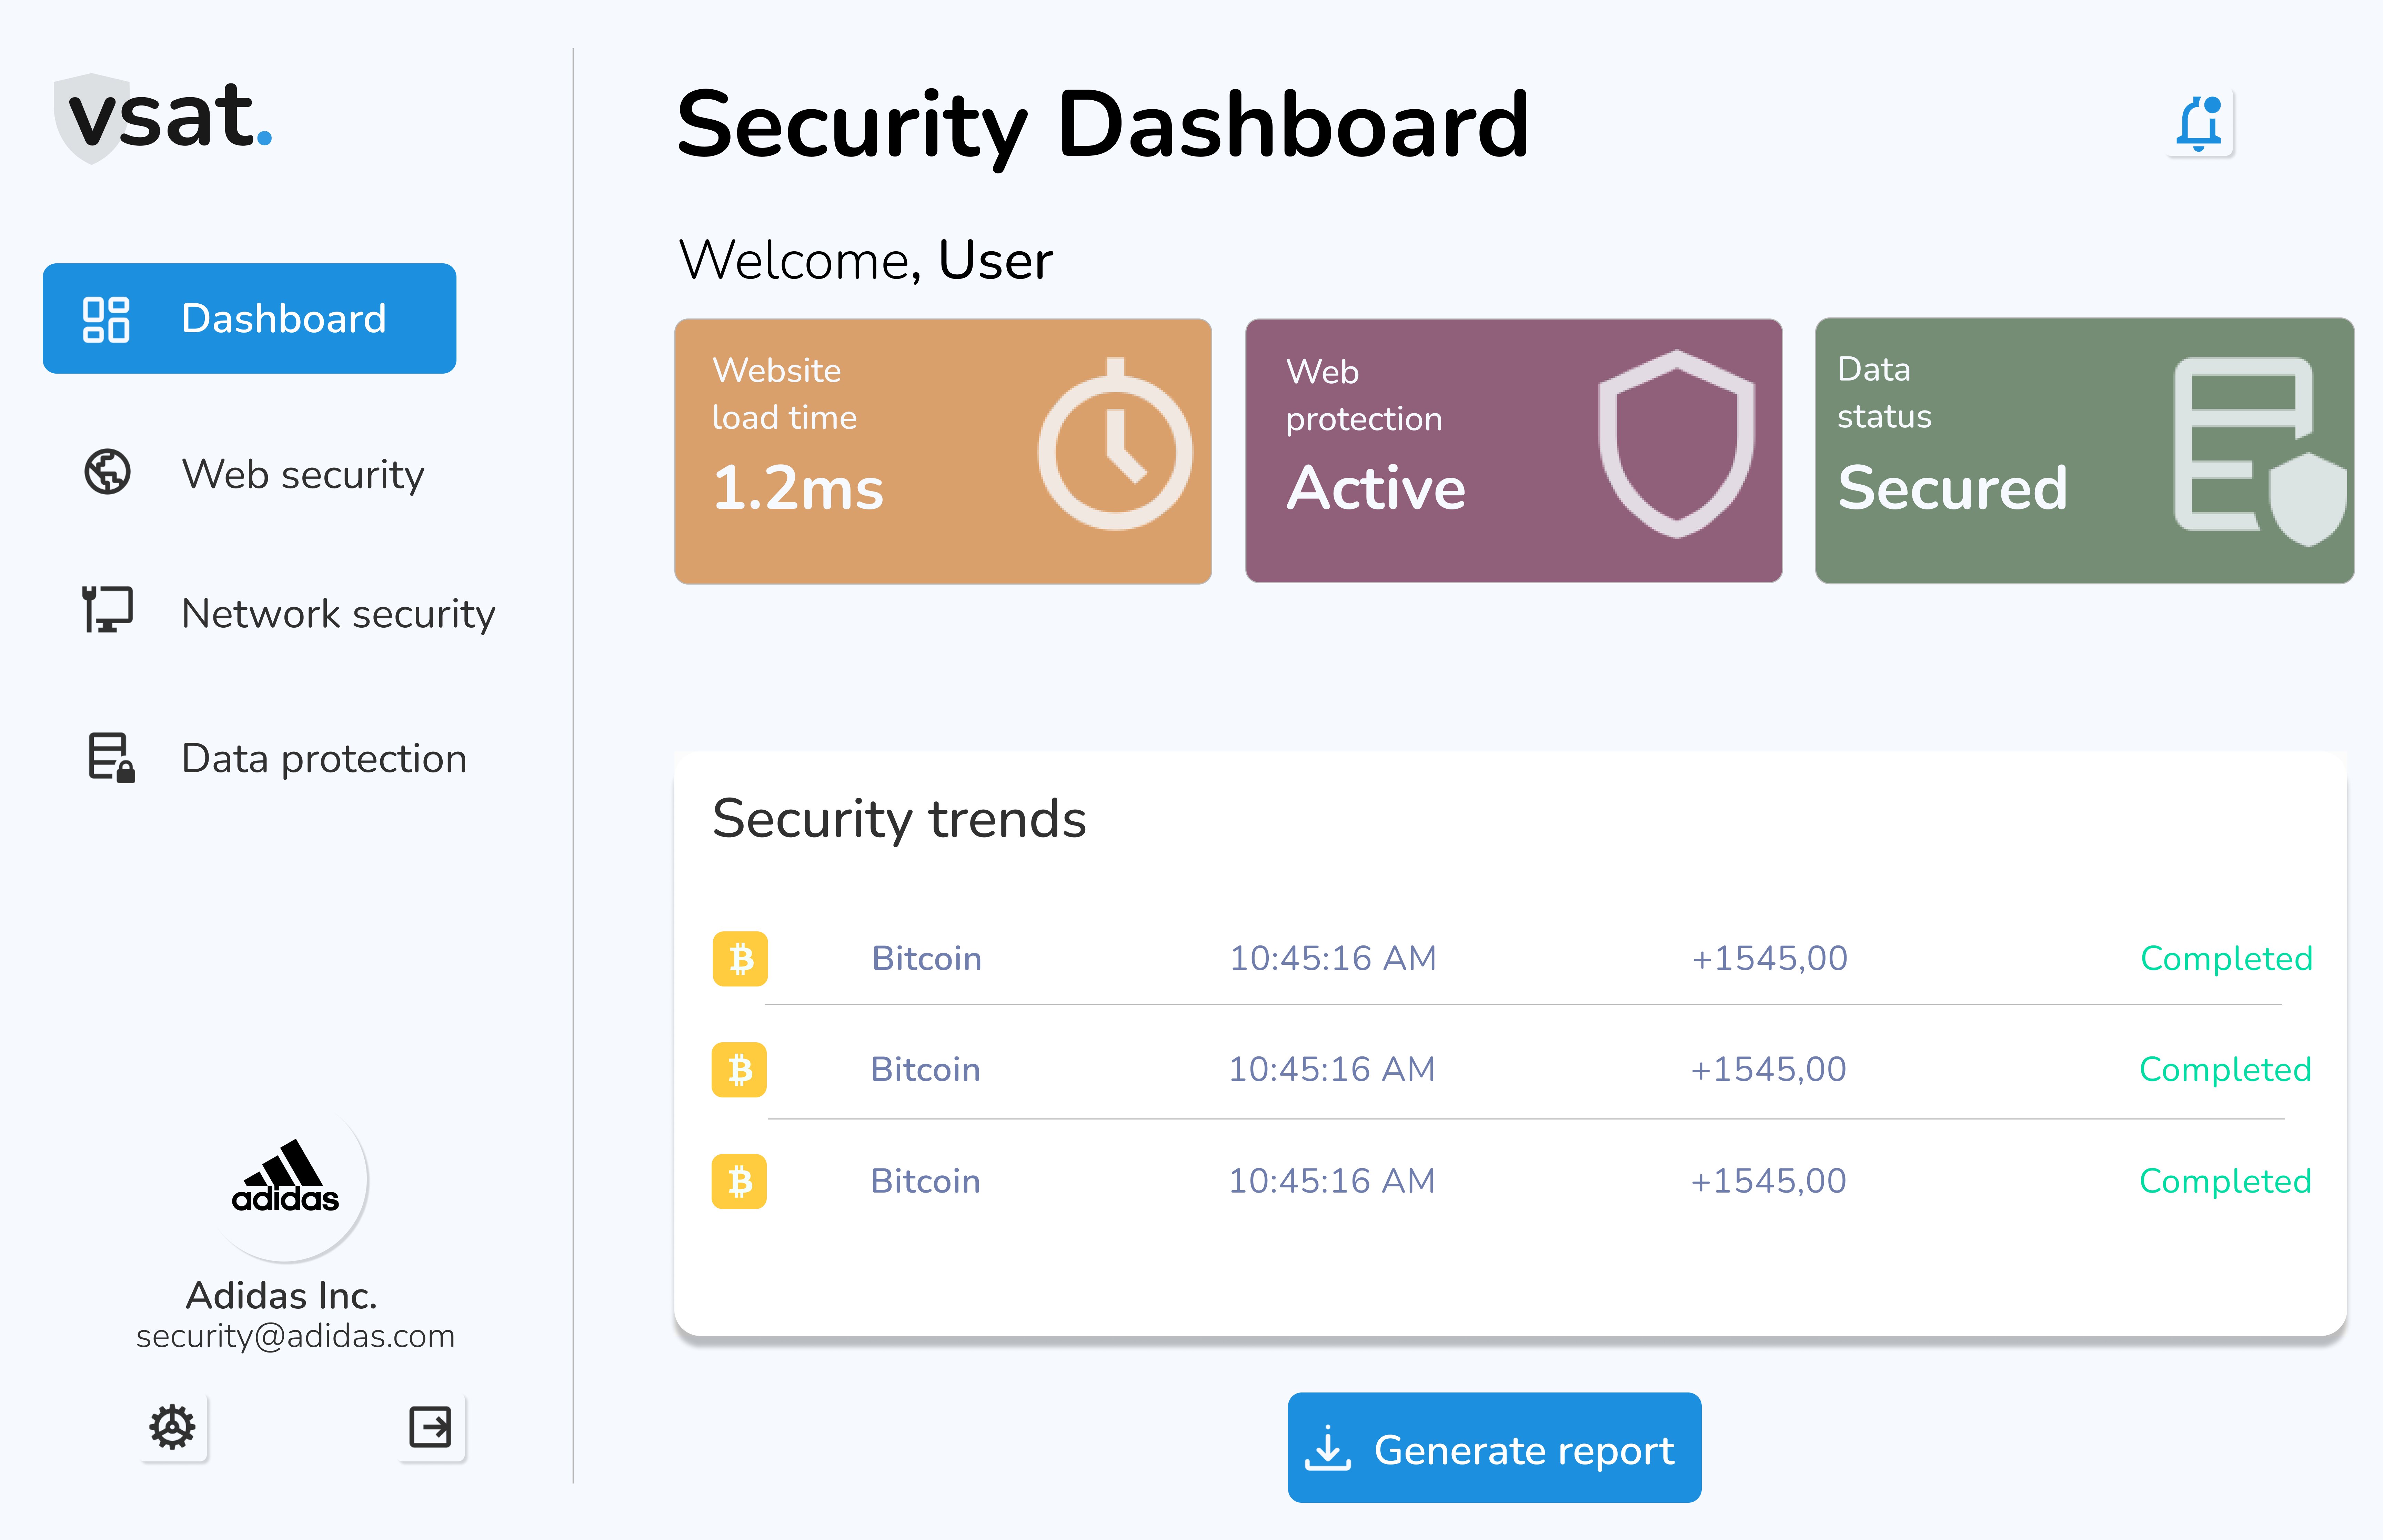 vsat.
Dashboard
Web security
Network security
Data protection
adidas
Adidas Inc.
security@adidas.com
Security Dashboard
Welcome, User
Website
load time
1.2ms
Web
protection
Active
Data
status
Secured
Security trends
Bitcoin 10:45:16 AM +1545,00 Completed
Bitcoin 10:45:16 AM +1545,00 Completed
Bitcoin 10:45:16 AM +1545,00 Completed
Generate report